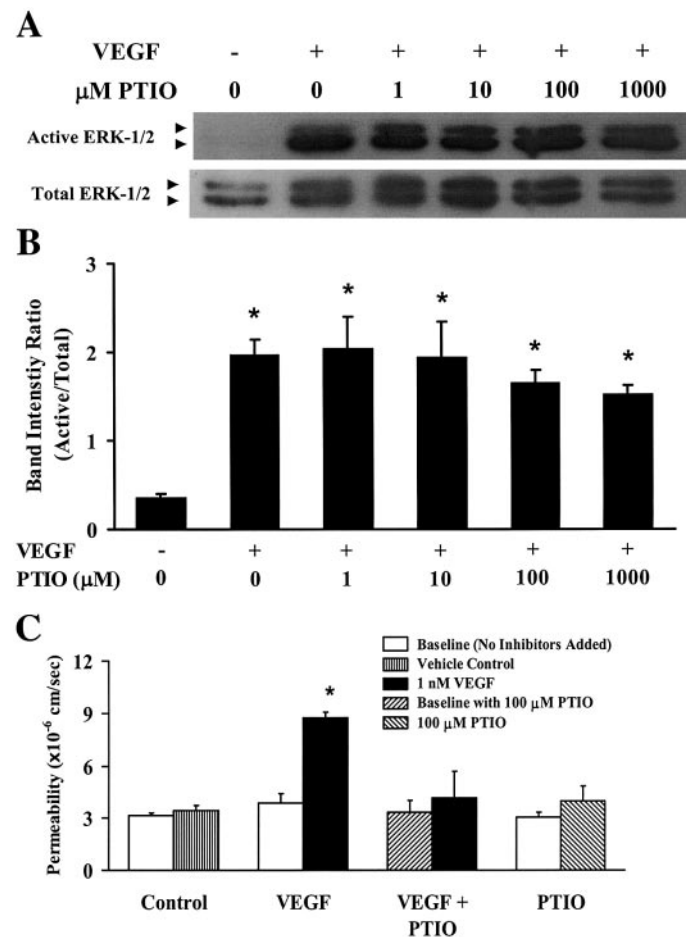 A
VEGF - + + + + +
μM PTIO 0 0 1 10 100 1000
Active ERK-1/2
Total ERK-1/2
B
Band Intenstiy Ratio
(Active/Total)
3
2
1
0
* * * * *
VEGF - + + + + +
PTIO (μM) 0 0 1 10 100 1000
C
Permeability (x10⁻⁶ cm/sec)
12
9
6
3
0
Baseline (No Inhibitors Added)
Vehicle Control
1 nM VEGF
Baseline with 100 μM PTIO
100 μM PTIO
*
Control VEGF VEGF + PTIO
PTIO